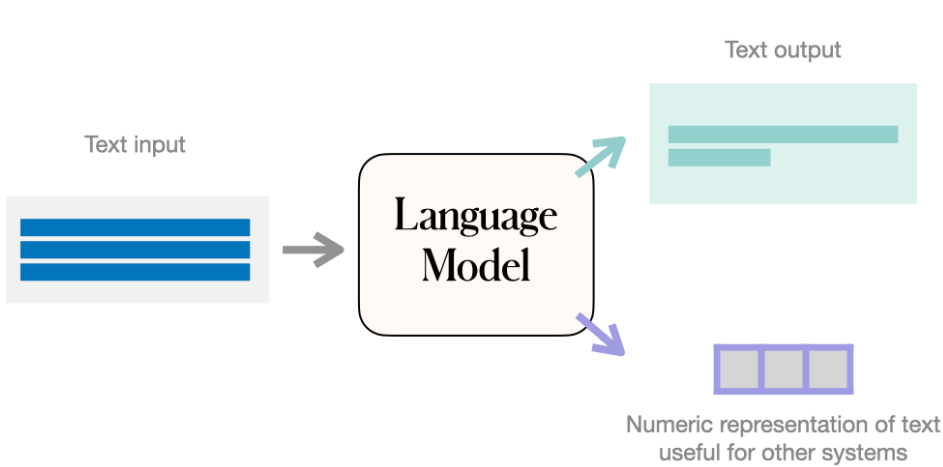 Text output
Text input
Language
Model
Numeric representation of text
useful for other systems